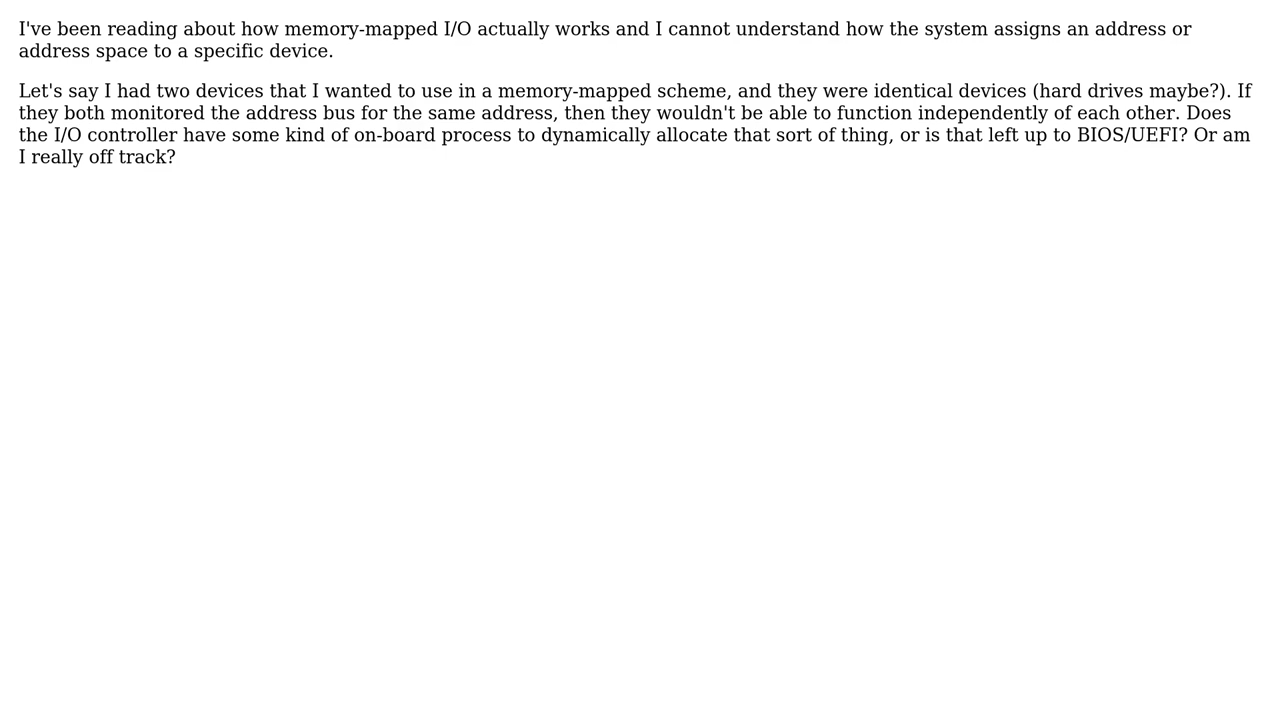 I've been reading about how memory-mapped I/O actually works and I cannot understand how the system assigns an address or
address space to a specific device.
Let's say I had two devices that I wanted to use in a memory-mapped scheme, and they were identical devices (hard drives maybe?). If
they both monitored the address bus for the same address, then they wouldn't be able to function independently of each other. Does
the I/O controller have some kind of on-board process to dynamically allocate that sort of thing, or is that left up to BIOS/UEFI? Or am
I really off track?